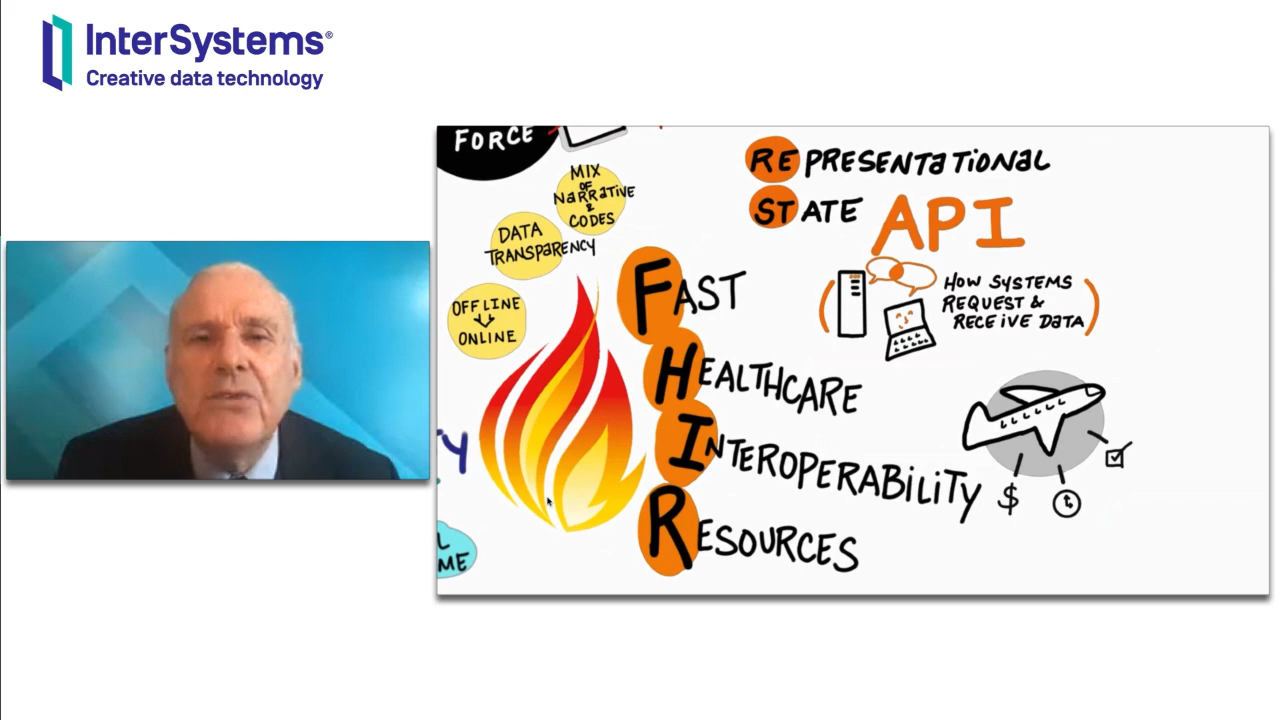 InterSystems®
Creative data technology
FORCE
MIX
OF
NARRATIVE
&
CODES
DATA
TRANSPARENCY
OFFLINE
ONLINE
REPRESENTATIONAL
STATE API
HOW SYSTEMS
REQUEST &
RECEIVE DATA
FAST
HEALTHCARE
INTEROPERABILITY
RESOURCES
$
Y
L
ME